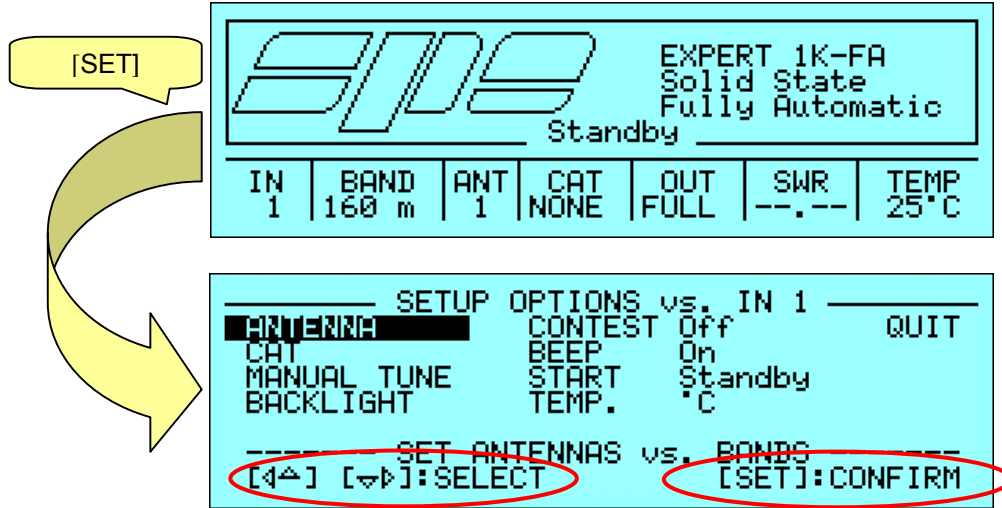 [SET]
spe
EXPERT 1K-FA
Solid State
Fully Automatic
Standby
IN BAND ANT CAT OUT SWR TEMP
1 160 m 1 NONE FULL --.-- 25°C
SETUP OPTIONS vs. IN 1
ANTENNA CONTEST Off QUIT
CAT BEEP On
MANUAL TUNE START Standby
BACKLIGHT TEMP. °C
------- SET ANTENNAS vs. BANDS -------
[◁△] [▽▷]:SELECT [SET]:CONFIRM